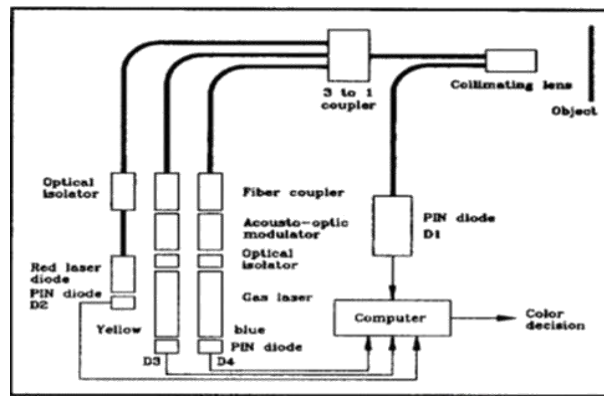 3 to 1
coupler
Collimating lens
Object
Optical
isolator
Fiber coupler
Acousto-optic
modulator
PIN diode
D1
Optical
isolator
Red laser
diode
PIN diode
D2
Gas laser
Yellow
blue
Computer
Color
decision
PIN diode
D3
D4